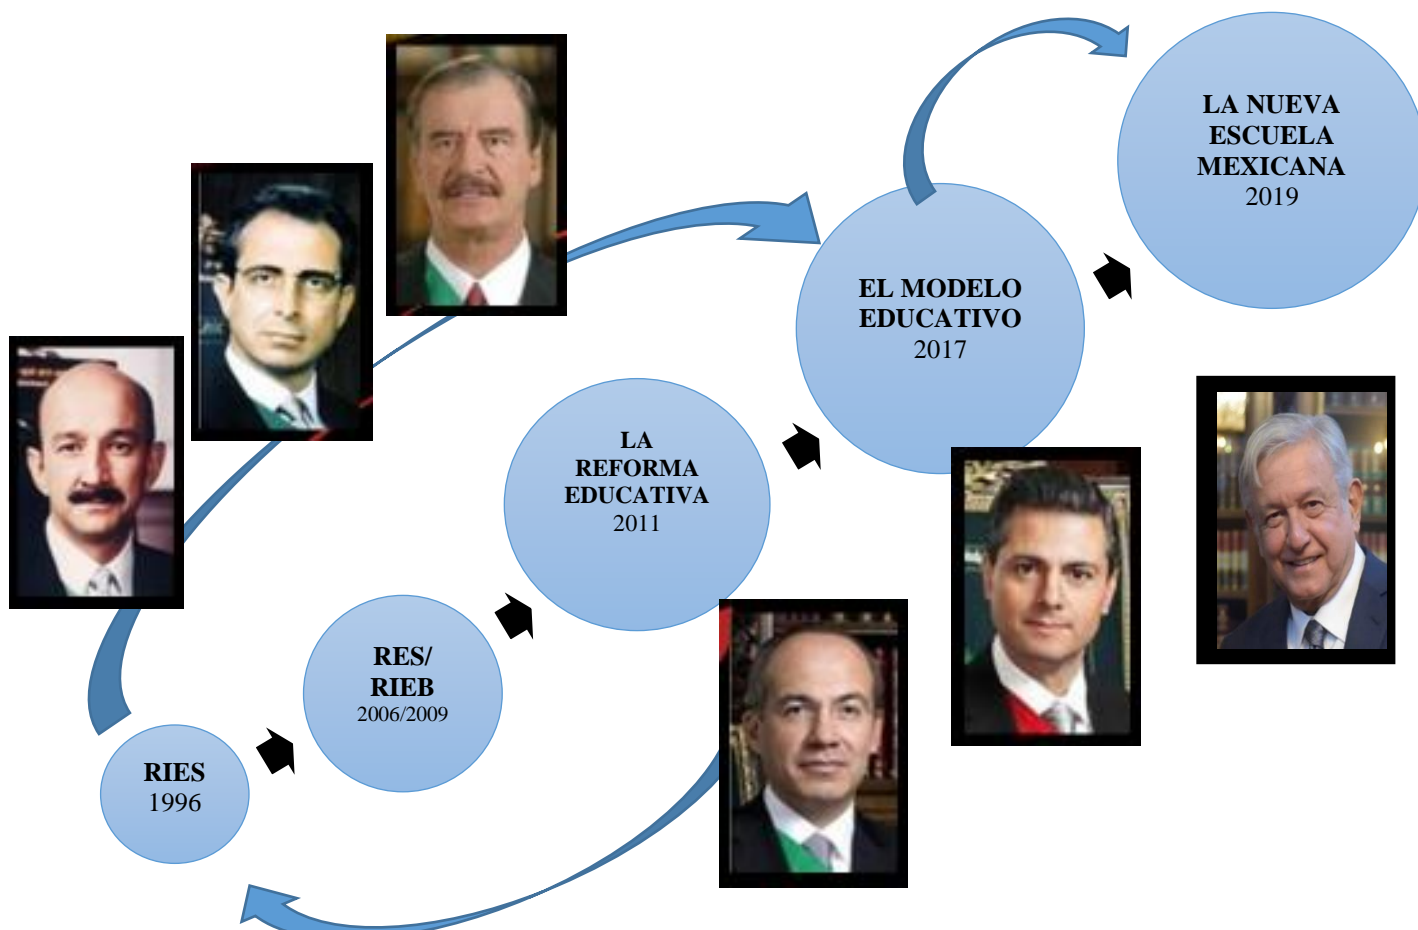 RIES
1996
RES/
RIEB
2006/2009
LA
REFORMA
EDUCATIVA
2011
EL MODELO
EDUCATIVO
2017
LA NUEVA
ESCUELA
MEXICANA
2019